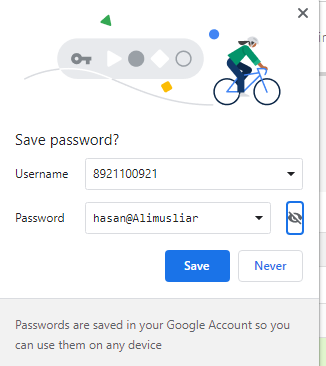 Save password?
Username 8921100921
Password hasan@Alimusliar
Save Never
Passwords are saved in your Google Account so you
can use them on any device